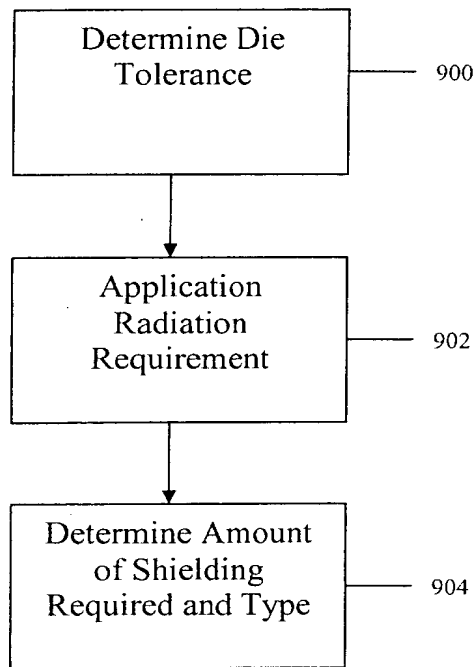 Determine Die
Tolerance
900
Application
Radiation
Requirement
902
Determine Amount
of Shielding
Required and Type
904